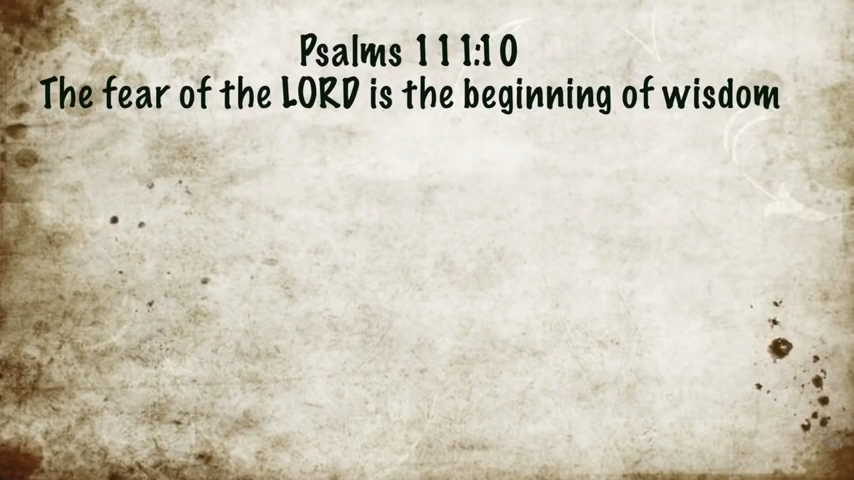 Psalms 111:10
The fear of the LORD is the beginning of wisdom